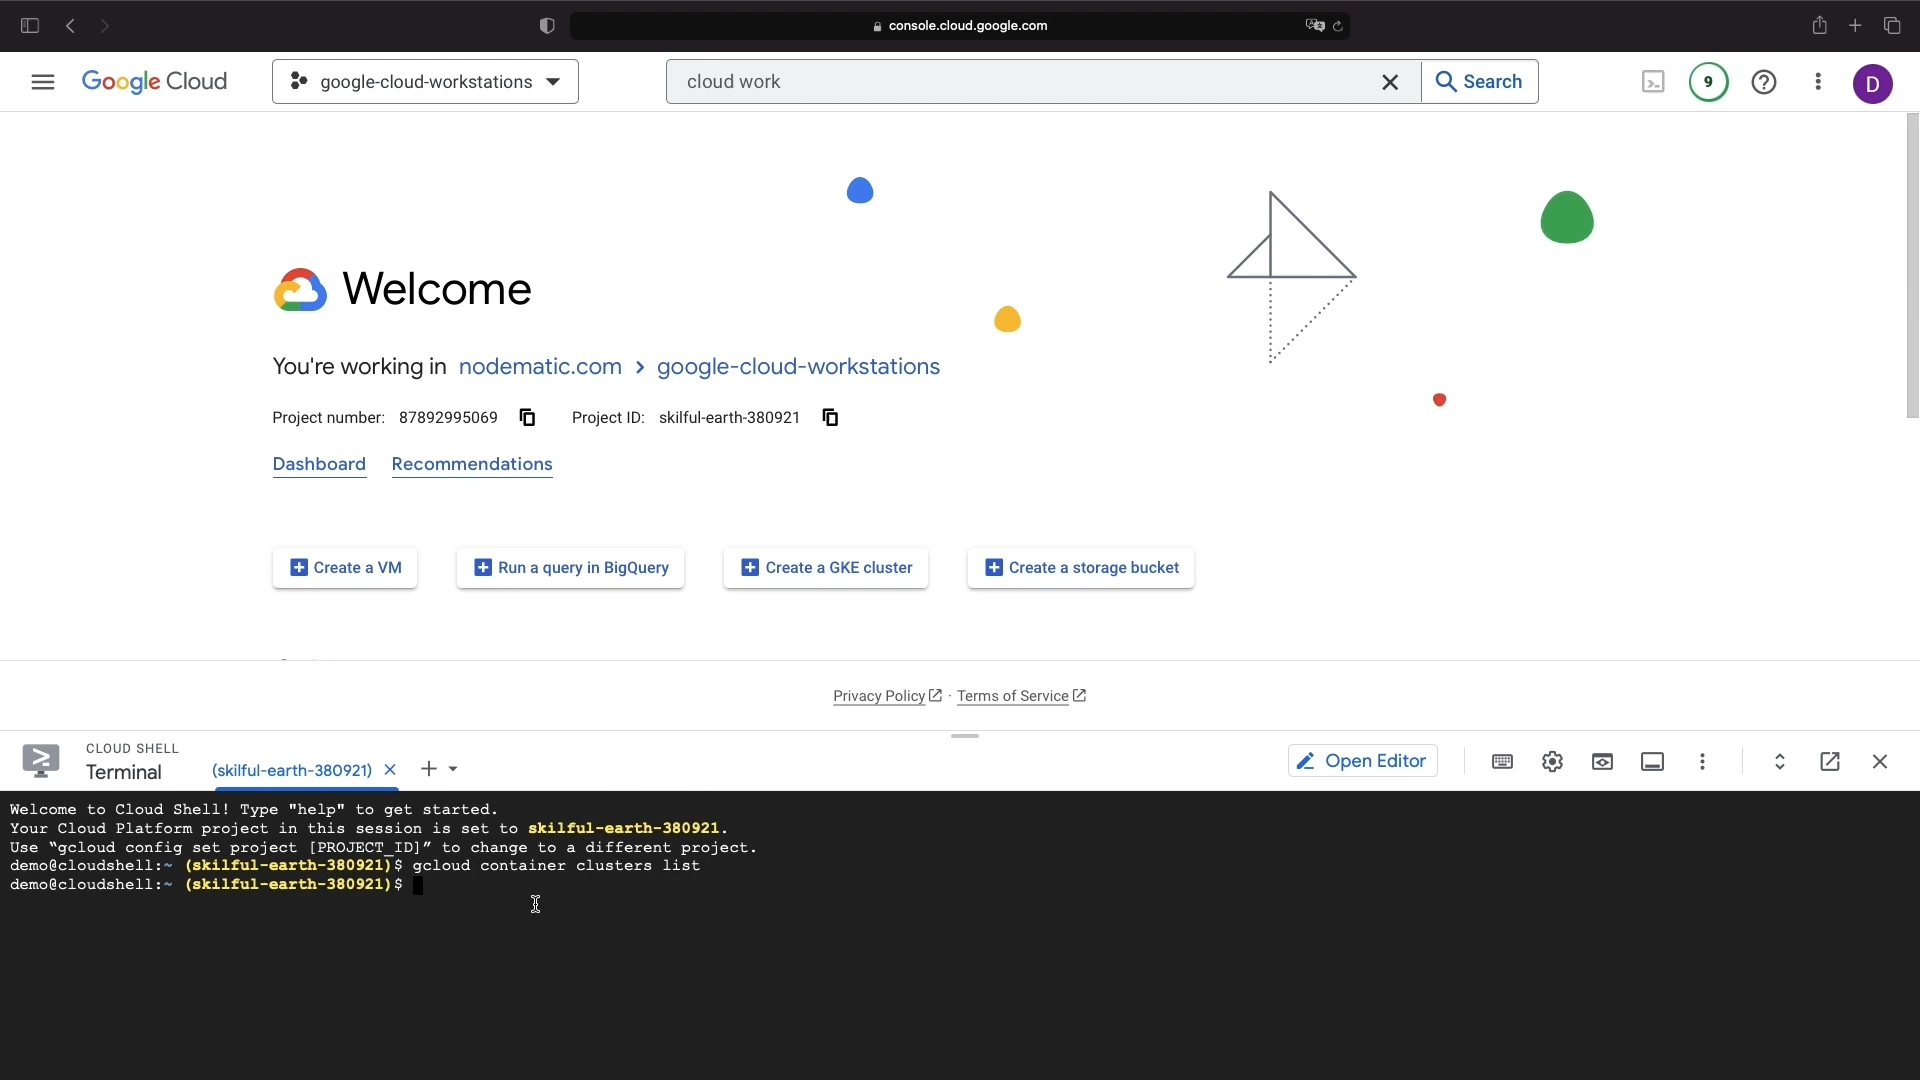 console.cloud.google.com
Google Cloud
google-cloud-workstations
cloud work
Search
9
D
Welcome
You're working in nodematic.com > google-cloud-workstations
Project number: 87892995069 Project ID: skilful-earth-380921
Dashboard Recommendations
Create a VM
Run a query in BigQuery
Create a GKE cluster
Create a storage bucket
Privacy Policy · Terms of Service
CLOUD SHELL
Terminal
(skilful-earth-380921)
Open Editor
Welcome to Cloud Shell! Type "help" to get started.
Your Cloud Platform project in this session is set to skilful-earth-380921.
Use “gcloud config set project [PROJECT_ID]” to change to a different project.
demo@cloudshell:~ (skilful-earth-380921)$ gcloud container clusters list
demo@cloudshell:~ (skilful-earth-380921)$